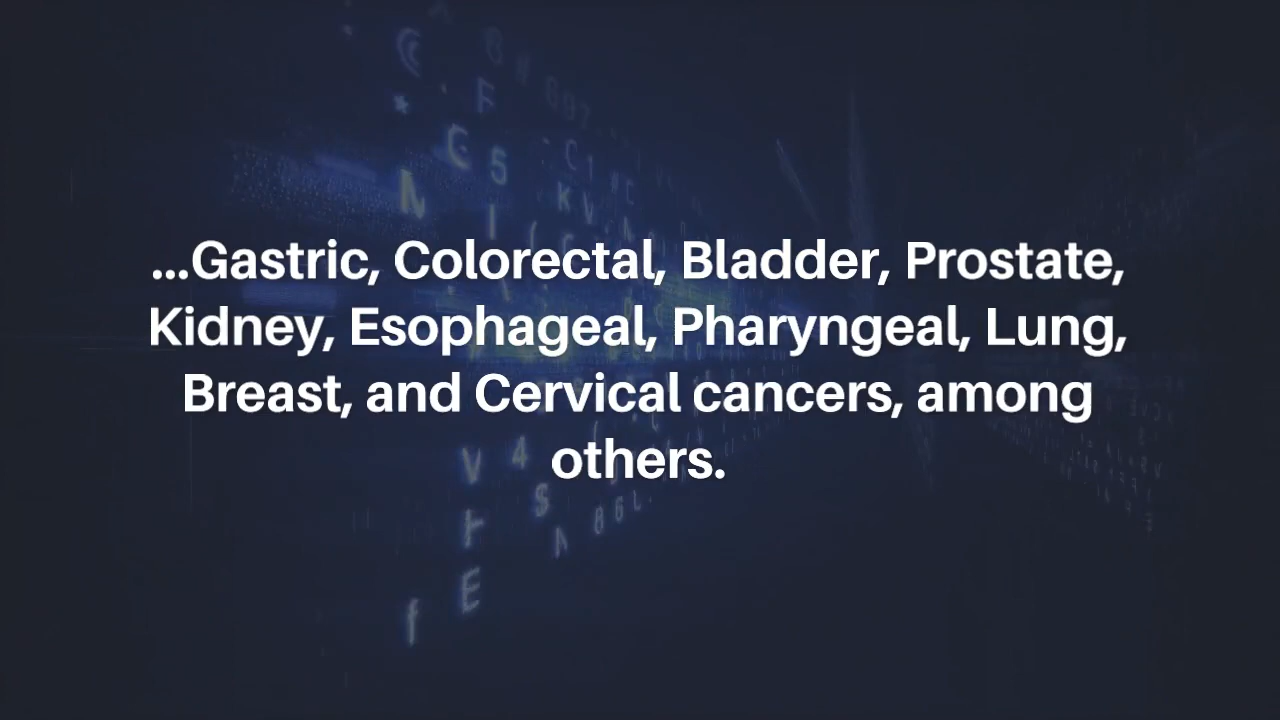 ...Gastric, Colorectal, Bladder, Prostate,
Kidney, Esophageal, Pharyngeal, Lung,
Breast, and Cervical cancers, among
others.